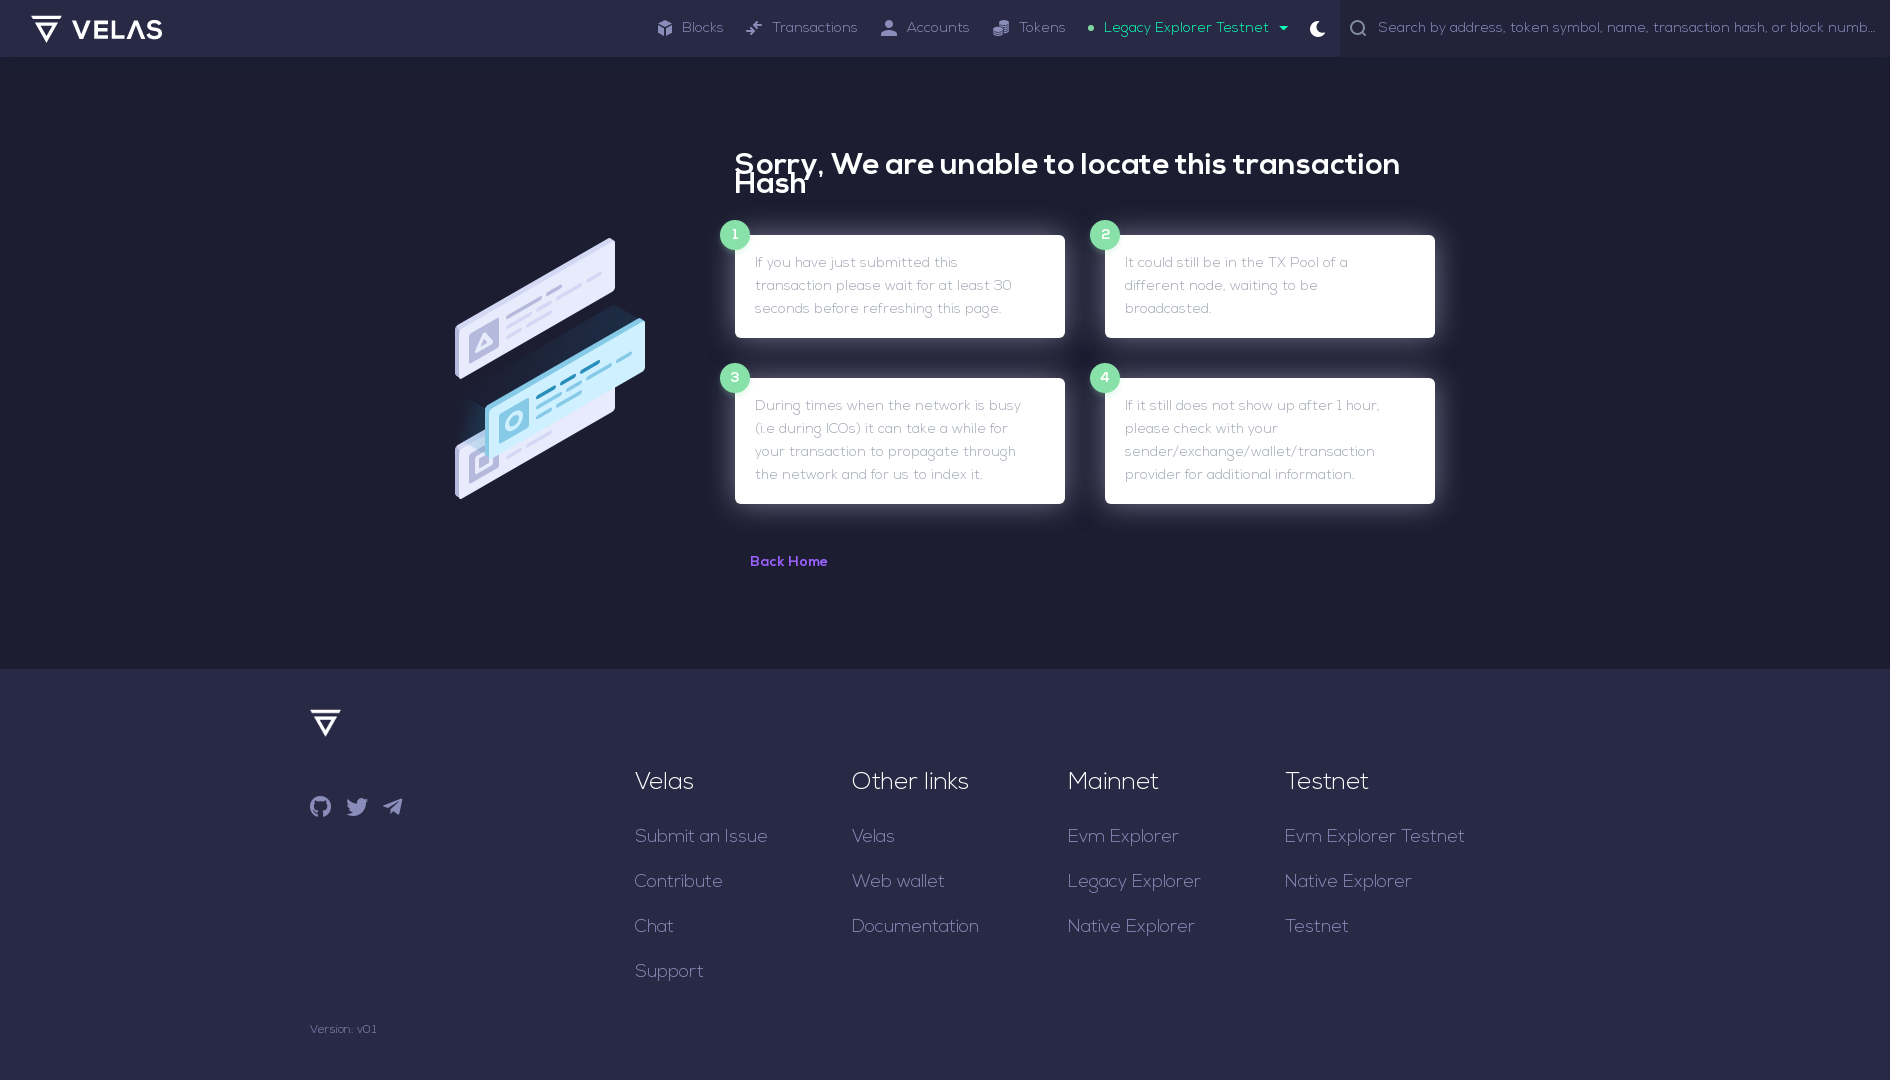 VELAS
Blocks
Transactions
Accounts
Tokens
Legacy Explorer Testnet
Search by address, token symbol, name, transaction hash, or block numb...
Sorry, We are unable to locate this transaction
Hash
1
If you have just submitted this
transaction please wait for at least 30
seconds before refreshing this page.
2
It could still be in the TX Pool of a
different node, waiting to be
broadcasted.
3
During times when the network is busy
(i.e during ICOs) it can take a while for
your transaction to propagate through
the network and for us to index it.
4
If it still does not show up after 1 hour,
please check with your
sender/exchange/wallet/transaction
provider for additional information.
Back Home
Velas
Submit an Issue
Contribute
Chat
Support
Other links
Velas
Web wallet
Documentation
Mainnet
Evm Explorer
Legacy Explorer
Native Explorer
Testnet
Evm Explorer Testnet
Native Explorer
Testnet
Version: v0.1